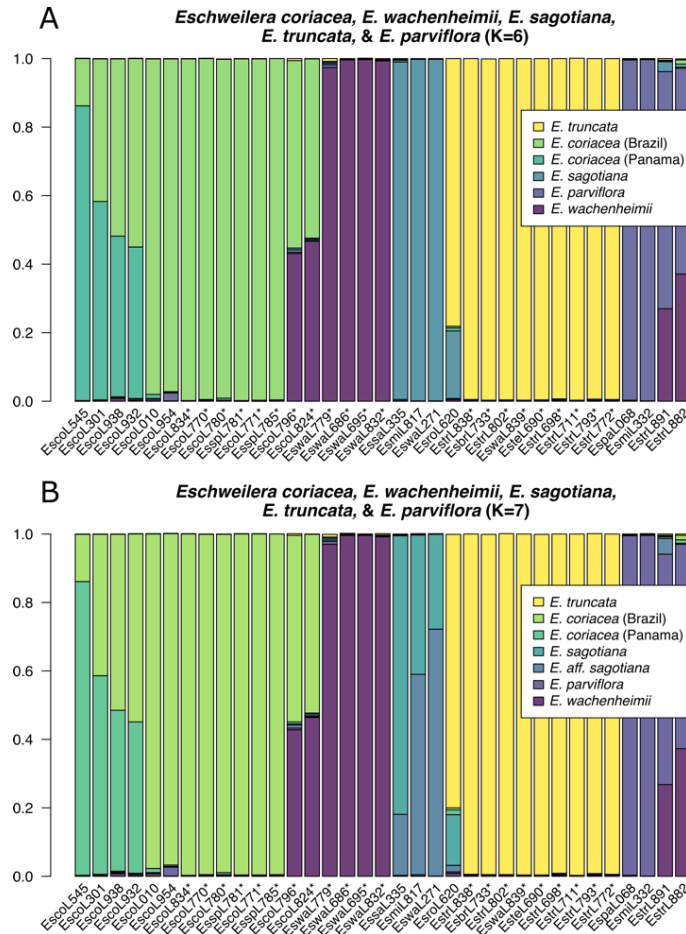 A
Eschweilera coriacea, E. wachenheimii, E. sagotiana,
E. truncata, & E. parviflora (K=6)
1.0
0.8
0.6
0.4
0.2
0.0
E. truncata
E. coriacea (Brazil)
E. coriacea (Panama)
E. sagotiana
E. parviflora
E. wachenheimii
EscoL545
EscoL301
EscoL938
EscoL932
EscoL010
EscoL954
EscoL834*
EscoL770*
EscoL780*
EsspL781*
EscoL771*
EsspL785*
EscoL796*
EscoL824*
EswaL779*
EswaL686*
EswaL695*
EswaL832*
EssaL335
EsmiL817
EswaL271
EsroL620
EstrL838*
EsbrL733*
EstrL802*
EswaL839*
EsteL690*
EstrL698*
EstrL711*
EstrL793*
EstrL772*
EspaL068
EsmiL332
EstrL891
EstrL882
B
Eschweilera coriacea, E. wachenheimii, E. sagotiana,
E. truncata, & E. parviflora (K=7)
1.0
0.8
0.6
0.4
0.2
0.0
E. truncata
E. coriacea (Brazil)
E. coriacea (Panama)
E. sagotiana
E. aff. sagotiana
E. parviflora
E. wachenheimii
EscoL545
EscoL301
EscoL938
EscoL932
EscoL010
EscoL954
EscoL834*
EscoL770*
EscoL780*
EsspL781*
EscoL771*
EsspL785*
EscoL796*
EscoL824*
EswaL779*
EswaL686*
EswaL695*
EswaL832*
EssaL335
EsmiL817
EswaL271
EsroL620
EstrL838*
EsbrL733*
EstrL802*
EswaL839*
EsteL690*
EstrL698*
EstrL711*
EstrL793*
EstrL772*
EspaL068
EsmiL332
EstrL891
EstrL882